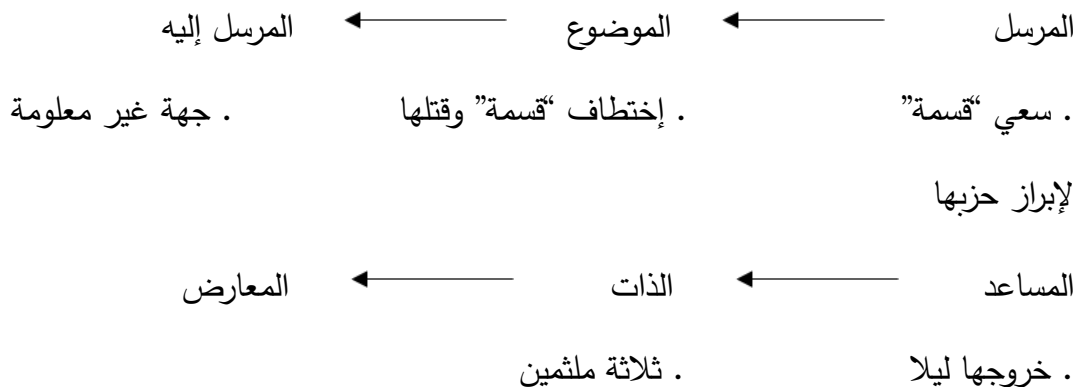 المرسل الموضوع المرسل إليه
. سعي “قسمة” . إختطاف “قسمة” وقتلها . جهة غير معلومة
لإبراز حزبها
المساعد الذات المعارض
. خروجها ليلا . ثلاثة ملثمين